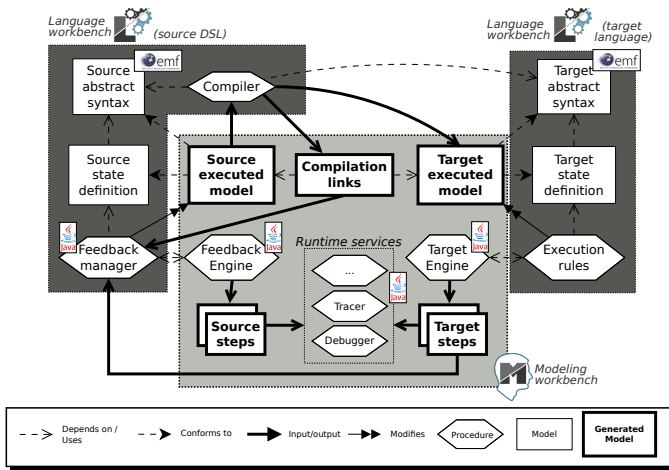 Language
workbench
(source DSL)
Language
workbench
(target
language)
emf
emf
Source
abstract
syntax
Compiler
Target
abstract
syntax
Source
state
definition
Source
executed
model
Compilation
links
Target
executed
model
Target
state
definition
Java
Feedback
manager
Feedback
Engine
Java
Runtime services
...
Tracer
Debugger
Java
Target
Engine
Java
Execution
rules
Source
steps
Target
steps
Modeling
workbench
Depends on /
Uses
Conforms to
Input/output
Modifies
Procedure
Model
Generated
Model